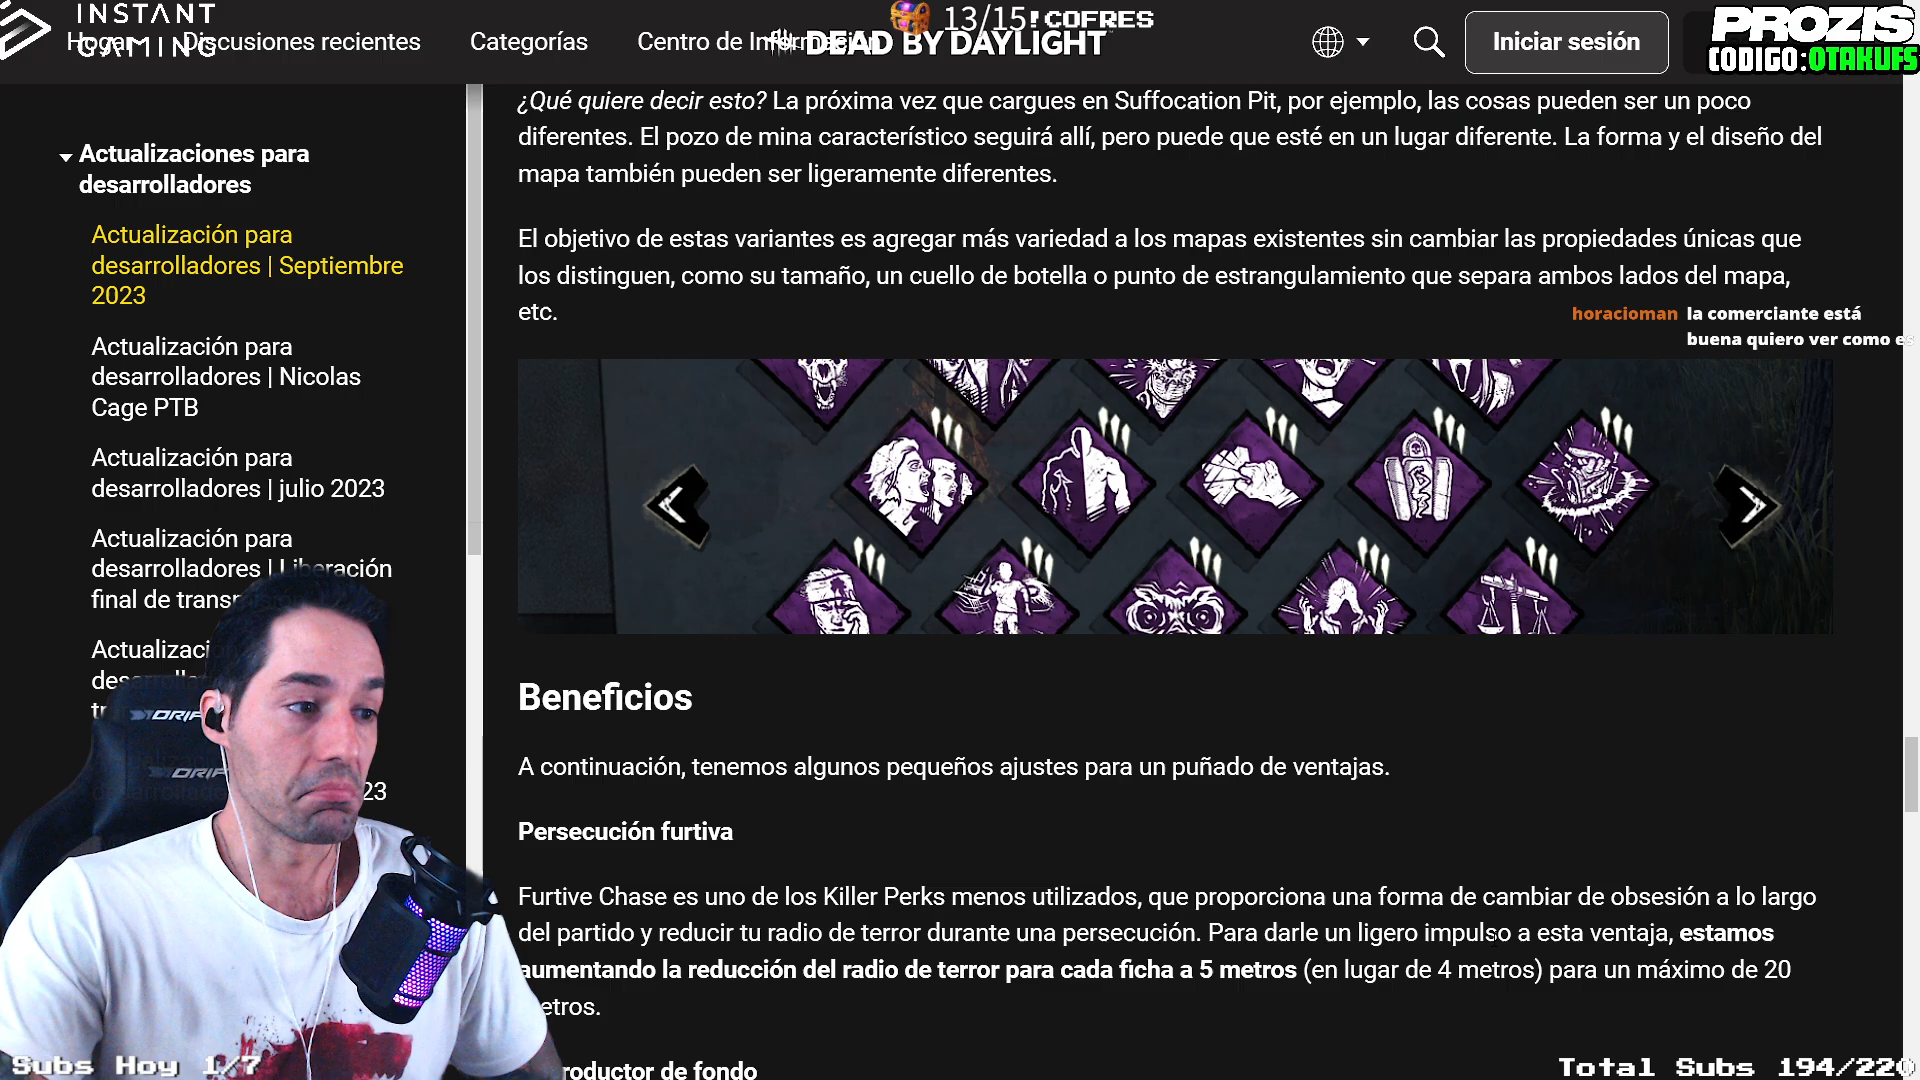 INSTANT
GAMING
Hogar
Discusiones recientes
Categorías
Centro de Información
13/15
!COFRES
DEAD BY DAYLIGHT
Iniciar sesión
PROZIS
CODIGO:OTAKUFS
Actualizaciones para
desarrolladores
Actualización para
desarrolladores | Septiembre
2023
Actualización para
desarrolladores | Nicolas
Cage PTB
Actualización para
desarrolladores | julio 2023
Actualización para
desarrolladores | Liberación
final de
23
DRIF
DRIF
¿Qué quiere decir esto? La próxima vez que cargues en Suffocation Pit, por ejemplo, las cosas pueden ser un poco
diferentes. El pozo de mina característico seguirá allí, pero puede que esté en un lugar diferente. La forma y el diseño del
mapa también pueden ser ligeramente diferentes.
El objetivo de estas variantes es agregar más variedad a los mapas existentes sin cambiar las propiedades únicas que
los distinguen, como su tamaño, un cuello de botella o punto de estrangulamiento que separa ambos lados del mapa,
etc.
horacioman la comerciante está
buena quiero ver como es
Beneficios
A continuación, tenemos algunos pequeños ajustes para un puñado de ventajas.
Persecución furtiva
Furtive Chase es uno de los Killer Perks menos utilizados, que proporciona una forma de cambiar de obsesión a lo largo
del partido y reducir tu radio de terror durante una persecución. Para darle un ligero impulso a esta ventaja, estamos
aumentando la reducción del radio de terror para cada ficha a 5 metros (en lugar de 4 metros) para un máximo de 20
etros.
roductor de fondo
Subs Hoy 1/7
Total Subs 194/220